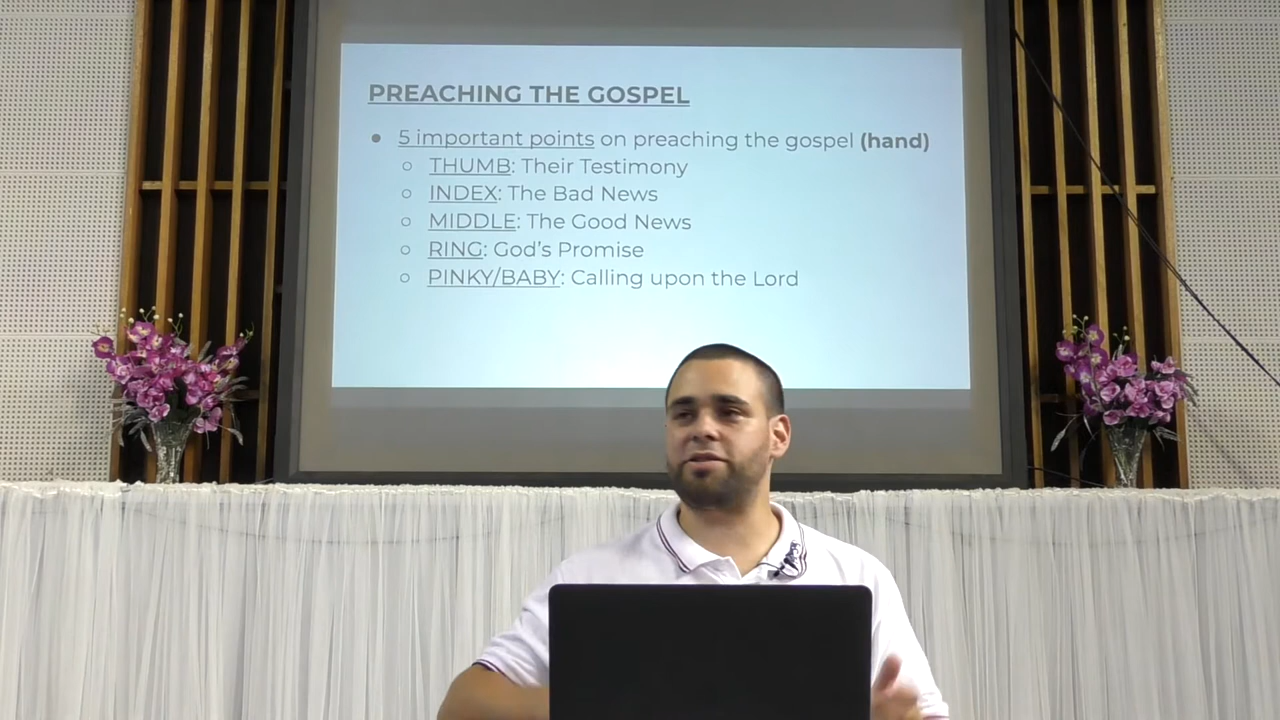 PREACHING THE GOSPEL
● 5 important points on preaching the gospel (hand)
○ THUMB: Their Testimony
○ INDEX: The Bad News
○ MIDDLE: The Good News
○ RING: God's Promise
○ PINKY/BABY: Calling upon the Lord